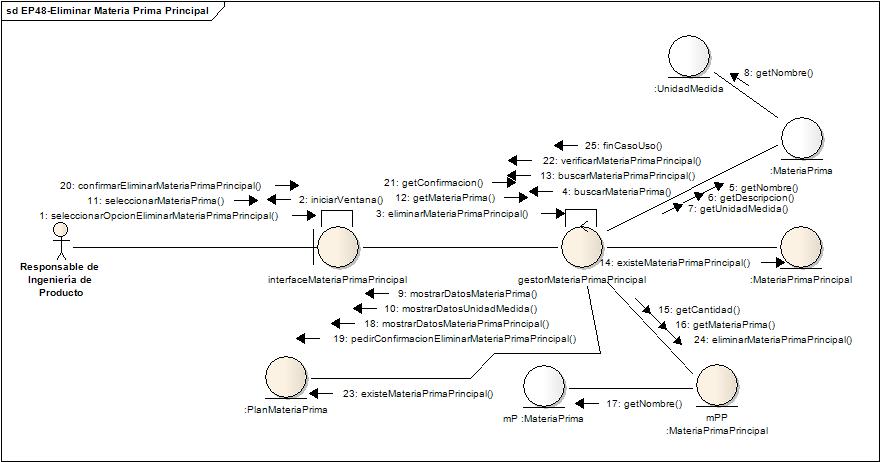 sd EP48-Eliminar Materia Prima Principal
8: getNombre()
:UnidadMedida
25: finCasoUso()
22: verificarMateriaPrimaPrincipal()
:MateriaPrima
20: confirmarEliminarMateriaPrimaPrincipal()
21: getConfirmacion()
13: buscarMateriaPrimaPrincipal()
11: seleccionarMateriaPrima()
2: iniciarVentana()
12: getMateriaPrima()
4: buscarMateriaPrima()
5: getNombre()
6: getDescripcion()
1: seleccionarOpcionEliminarMateriaPrimaPrincipal()
3: eliminarMateriaPrimaPrincipal()
7: getUnidadMedida()
Responsable de
Ingeniería de
Producto
interfaceMateriaPrimaPrincipal
gestorMateriaPrimaPrincipal
14: existeMateriaPrimaPrincipal()
:MateriaPrimaPrincipal
9: mostrarDatosMateriaPrima()
10: mostrarDatosUnidadMedida()
18: mostrarDatosMateriaPrimaPrincipal()
19: pedirConfirmacionEliminarMateriaPrimaPrincipal()
15: getCantidad()
16: getMateriaPrima()
24: eliminarMateriaPrimaPrincipal()
23: existeMateriaPrimaPrincipal()
:PlanMateriaPrima
17: getNombre()
mP :MateriaPrima
mPP
:MateriaPrimaPrincipal